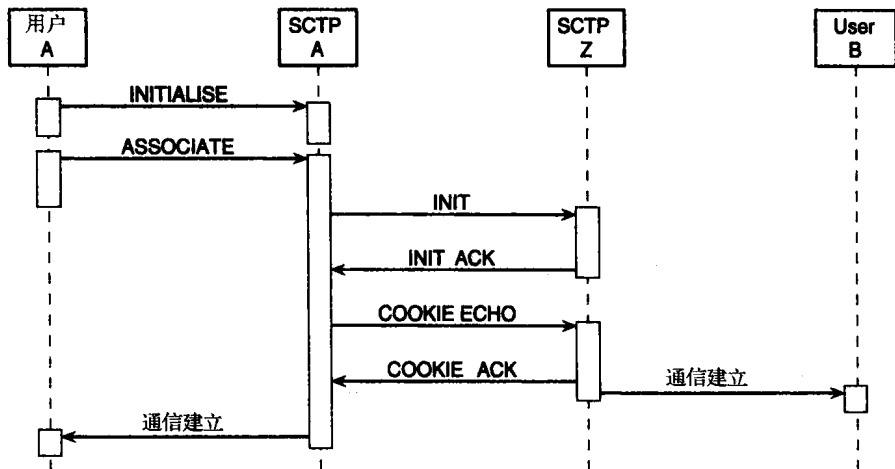 用户
A
SCTP
A
SCTP
Z
User
B
INITIALISE
ASSOCIATE
INIT
INIT ACK
COOKIE ECHO
COOKIE ACK
通信建立
通信建立